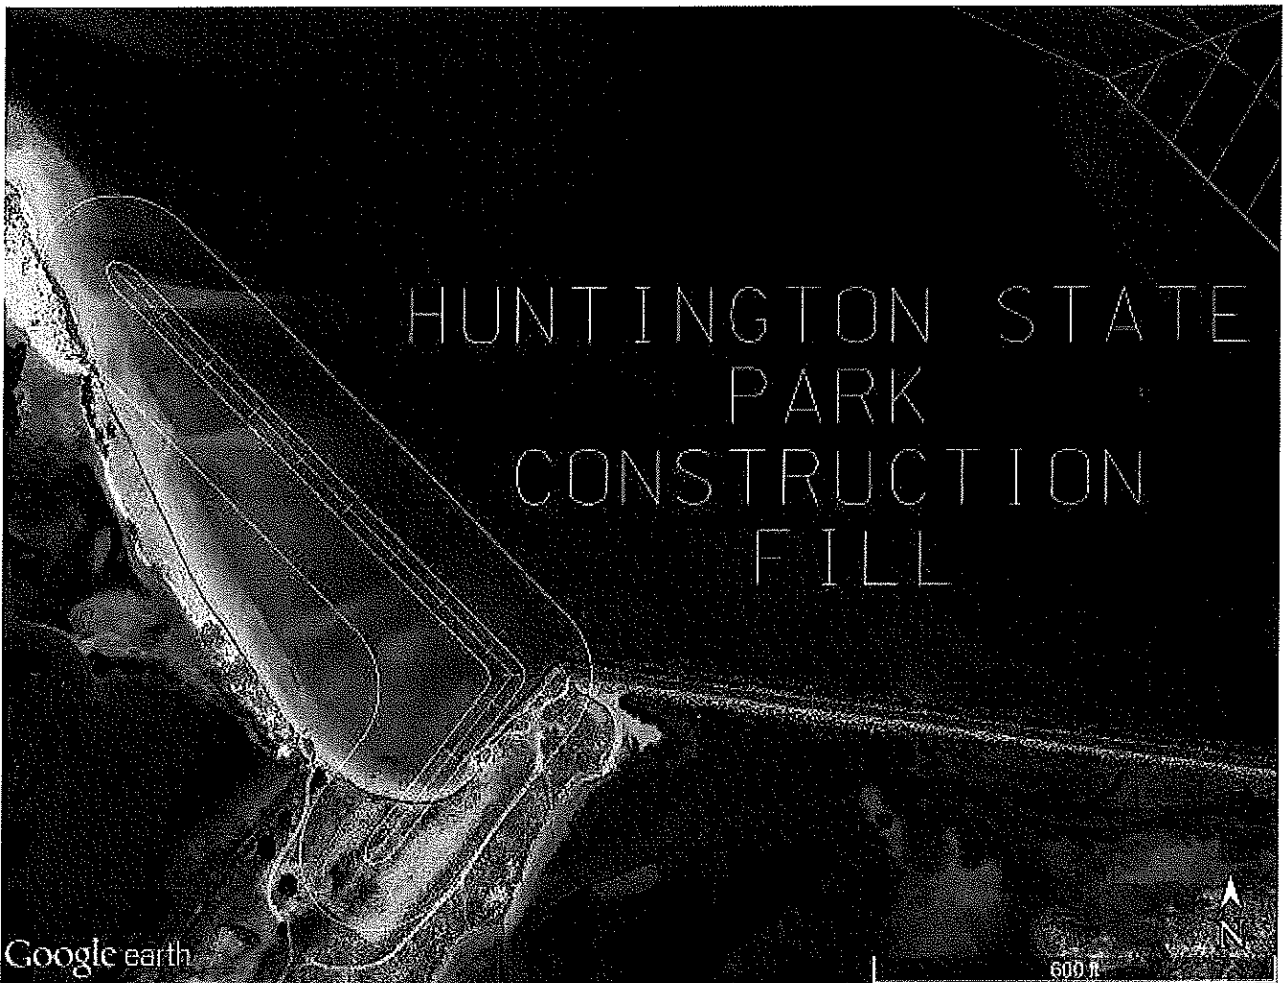 HUNTINGTON STATE
PARK
CONSTRUCTION
FILL
N
Google earth
600 ft